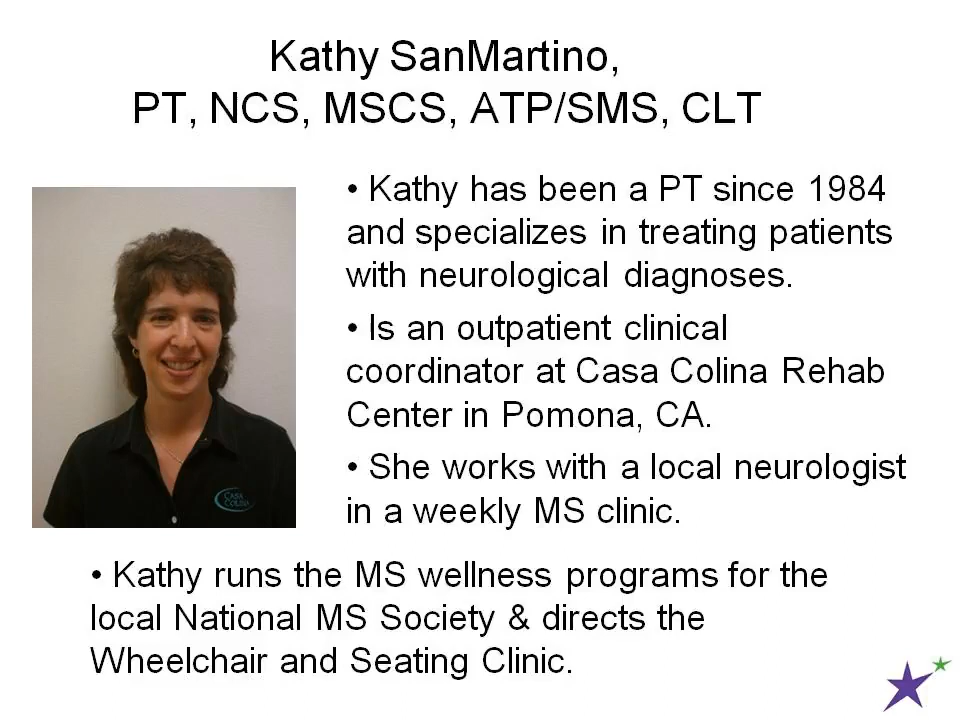 Kathy SanMartino,
PT, NCS, MSCS, ATP/SMS, CLT
• Kathy has been a PT since 1984
and specializes in treating patients
with neurological diagnoses.
• Is an outpatient clinical
coordinator at Casa Colina Rehab
Center in Pomona, CA.
• She works with a local neurologist
in a weekly MS clinic.
CASA
COLINA
• Kathy runs the MS wellness programs for the
local National MS Society & directs the
Wheelchair and Seating Clinic.